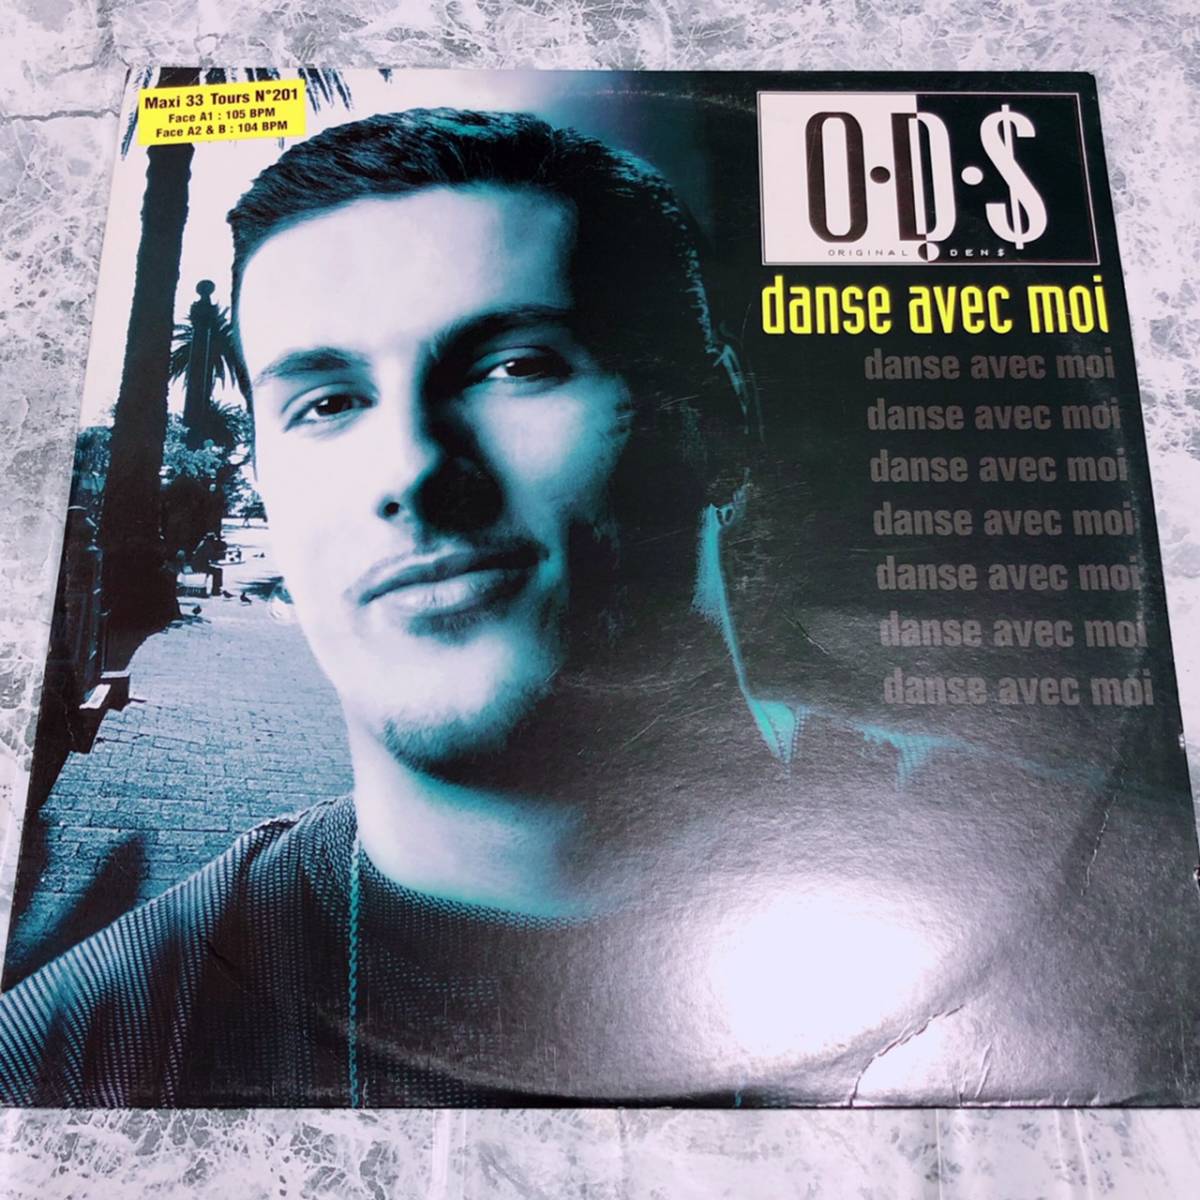 Maxi 33 Tours N°201
Face A1 : 105 BPM
Face A2 & B : 104 BPM
O·D·$
ORIGINAL DEN$
danse avec moi
danse avec moi
danse avec moi
danse avec moi
danse avec moi
danse avec moi
danse avec moi
danse avec moi